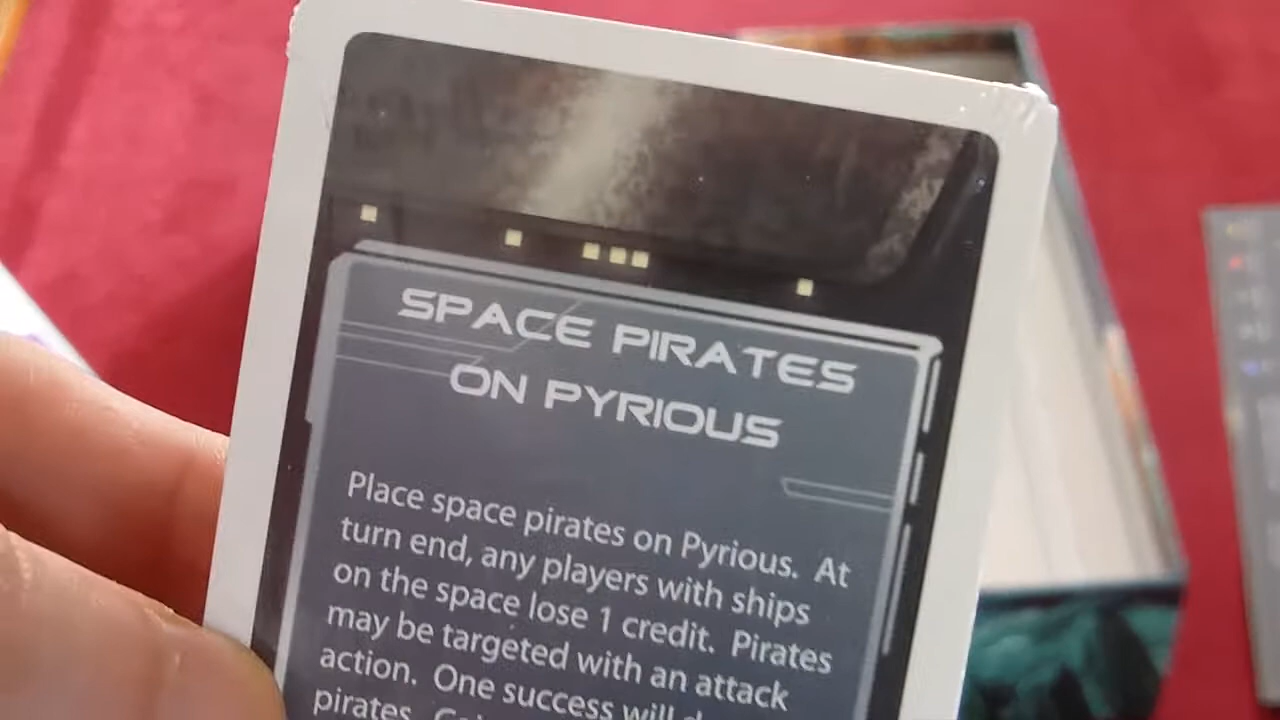 SPACE PIRATES
ON PYRIOUS
Place space pirates on Pyrious. At
turn end, any players with ships
on the space lose 1 credit. Pirates
may be targeted with an attack
action. One success will
pirates.